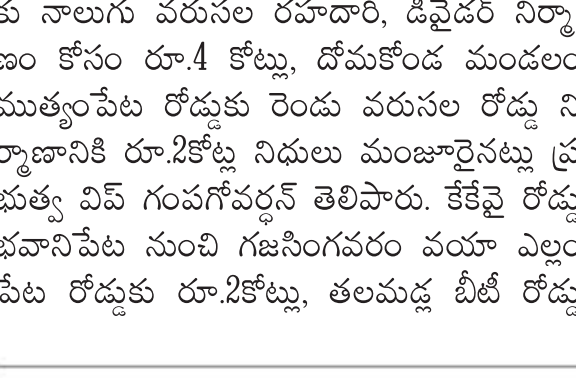 కు నాలుగు వరుసల రహదారి, డివైడర్ నిర్మా
ణం కోసం రూ.4 కోట్లు, దోమకోండ మండలం
ముత్యంపేట రోడ్డుకు రెండు వరుసల రోడ్డు ని
ర్మాణానికి రూ.2కోట్ల నిధులు మంజూరైనట్లు ప్ర
భుత్వ విప్ గంపగోవర్ధన్ తెలిపారు. కేకేవై రోడ్డు
భవానిపేట నుంచి గజసింగవరం వయా ఎల్లం
పేట రోడ్డుకు రూ.2కోట్లు, తలమడ్ల బీటీ రోడ్డు